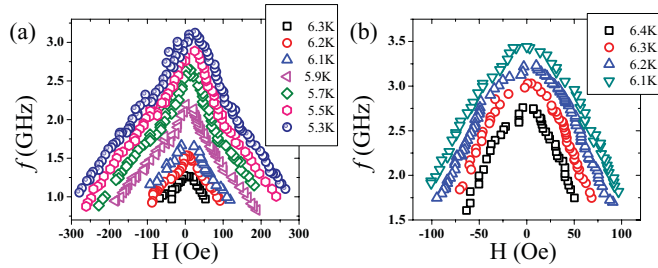 (a)
f (GHz)
3.0
2.5
2.0
1.5
1.0
-300 -200 -100 0 100 200 300
H (Oe)
6.3K
6.2K
6.1K
5.9K
5.7K
5.5K
5.3K
(b)
f (GHz)
3.5
3.0
2.5
2.0
1.5
-100 -50 0 50 100
H (Oe)
6.4K
6.3K
6.2K
6.1K